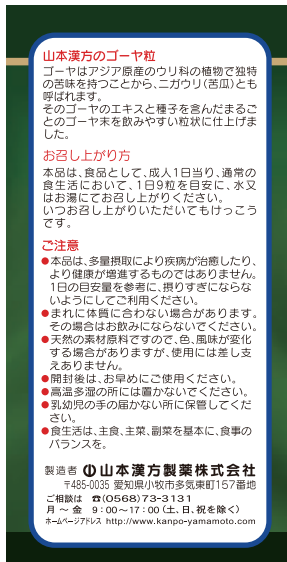 山本漢方のゴーヤ粒
ゴーヤはアジア原産のウリ科の植物で独特
の苦味を持つことから、ニガウリ(苦瓜)とも
呼ばれます。
そのゴーヤのエキスと種子を含んだまるご
とのゴーヤ末を飲みやすい粒状に仕上げま
した。
お召し上がり方
本品は、食品として、成人1日当り、通常の
食生活において、1日9粒を目安に、水又
はお湯にてお召し上がりください。
いつお召し上がりいただいてもけっこう
です。
ご注意
●本品は、多量摂取により疾病が治癒したり、
より健康が増進するものではありません。
1日の目安量を参考に、摂りすぎにならな
いようにしてご利用ください。
●まれに体質に合わない場合があります。
その場合はお飲みにならないでください。
●天然の素材原料ですので、色、風味が変化
する場合がありますが、使用には差し支
えありません。
●開封後は、お早めにご使用ください。
●高温多湿の所には置かないでください。
●乳幼児の手の届かない所に保管してくだ
さい。
●食生活は、主食、主菜、副菜を基本に、食事の
バランスを。
製造者 山本漢方製薬株式会社
〒485-0035 愛知県小牧市多気東町157番地
ご相談は ☎(0568)73-3131
月～金 9:00～17:00(土、日、祝を除く)
ホームページアドレス http://www.kanpo-yamamoto.com